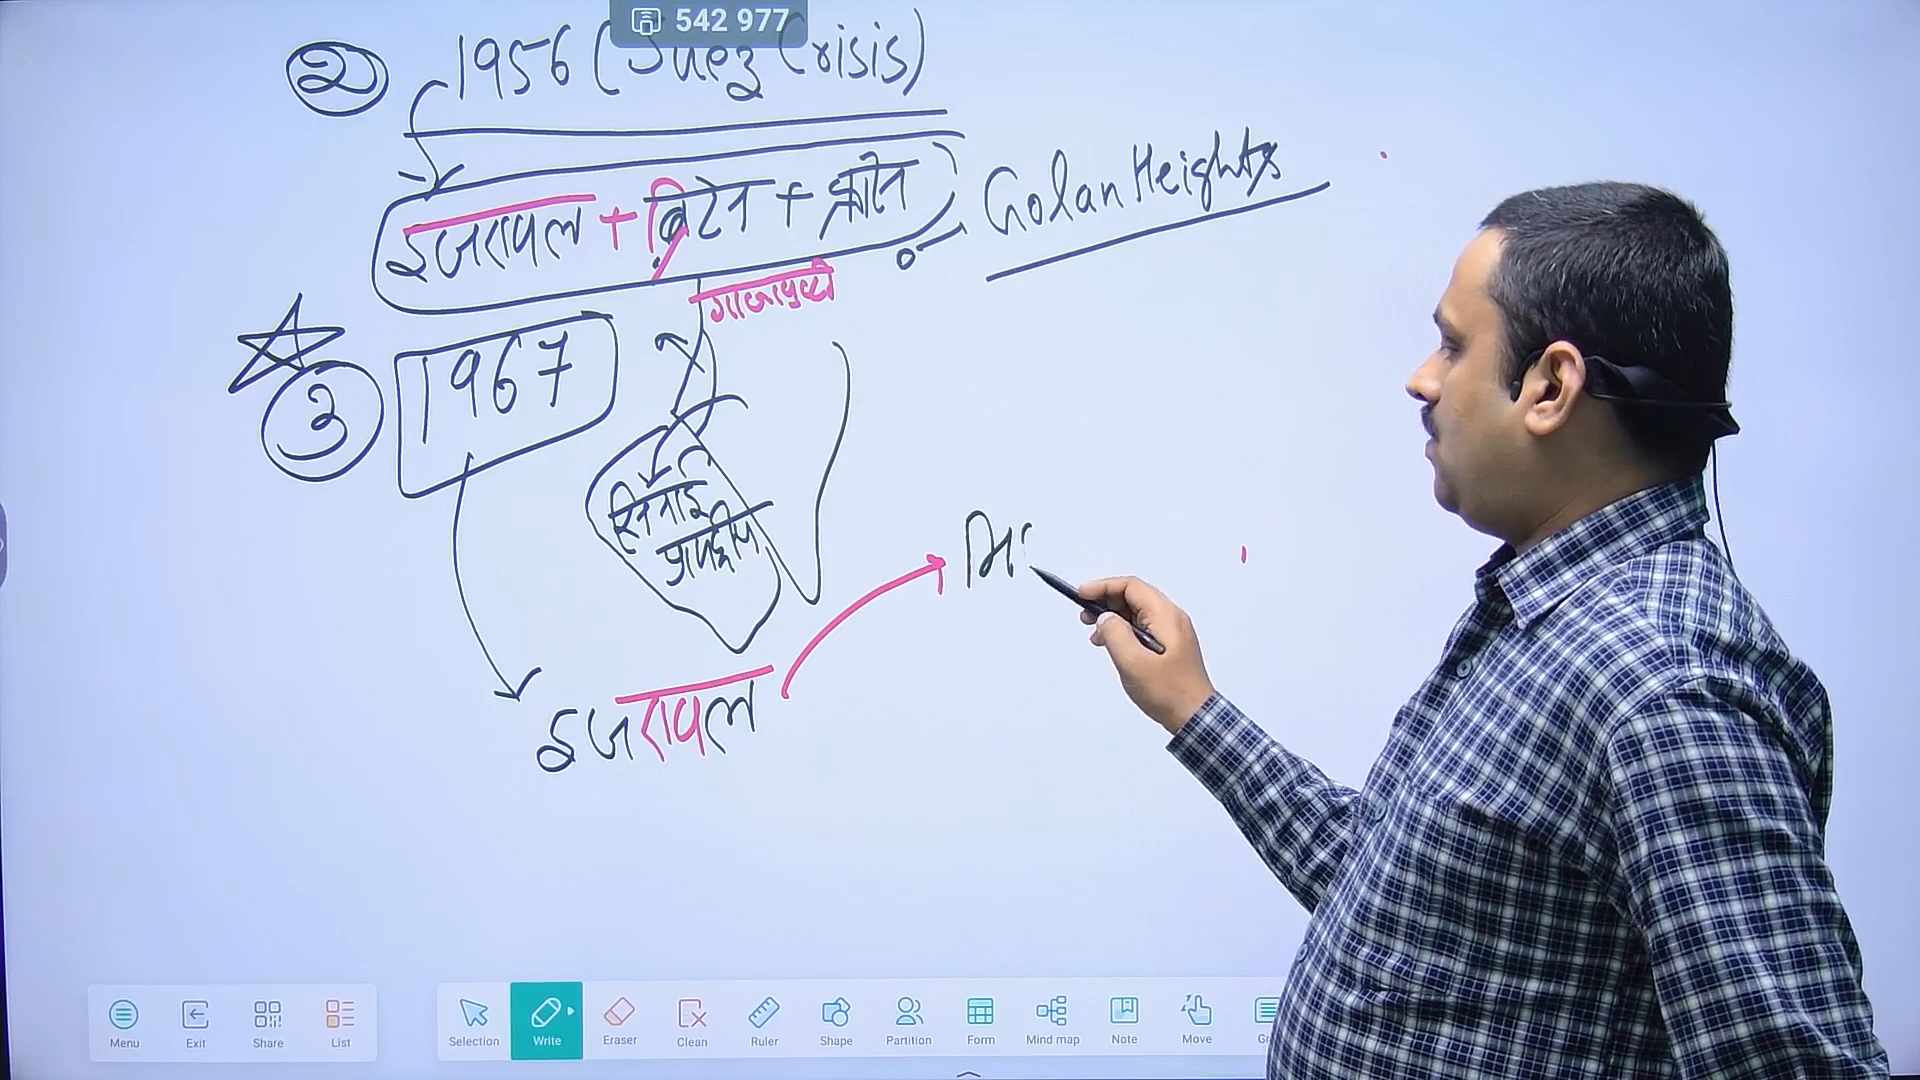 542 977
② 1956 (Suez Crisis)
इजरायल + ब्रिटेन + फ्रांस
Golan Heights
गाजापट्टी
③ 1967
सिनाई
प्रायद्वीप
मि
इजरायल
Menu Exit Share List Selection Write Eraser Clean Ruler Shape Partition Form Mind map Note Move